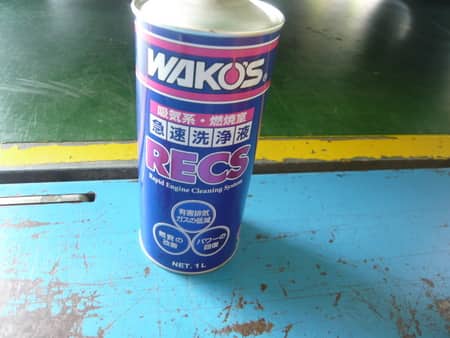 WAKO'S®
吸気系・燃焼室
急速洗浄液
RECS
Rapid Engine Cleaning System
有害排気
ガスの低減
燃費の
改善
パワーの
回復
NET. 1L